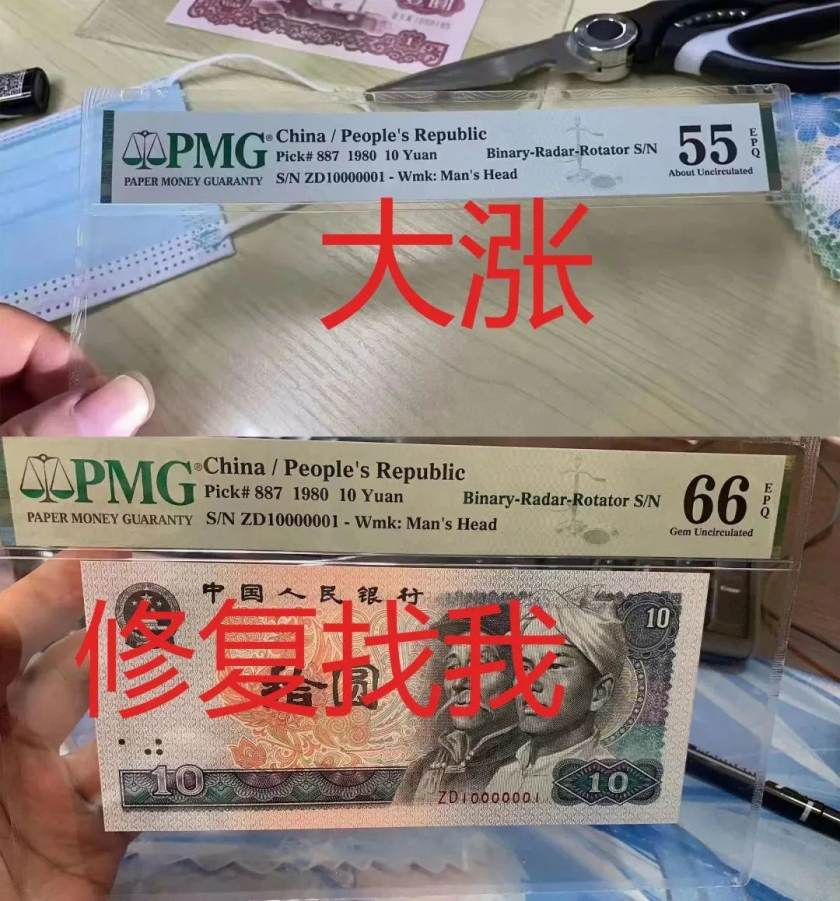 PMG® China / People's Republic
Pick# 887 1980 10 Yuan Binary-Radar-Rotator S/N 55 EPQ
PAPER MONEY GUARANTY S/N ZD10000001 - Wmk: Man's Head About Uncirculated
大涨
PMG® China / People's Republic
Pick# 887 1980 10 Yuan Binary-Radar-Rotator S/N 66 EPQ
PAPER MONEY GUARANTY S/N ZD10000001 - Wmk: Man's Head Gem Uncirculated
中国人民银行
10
修复找我
拾圆
10 ZD10000001 10